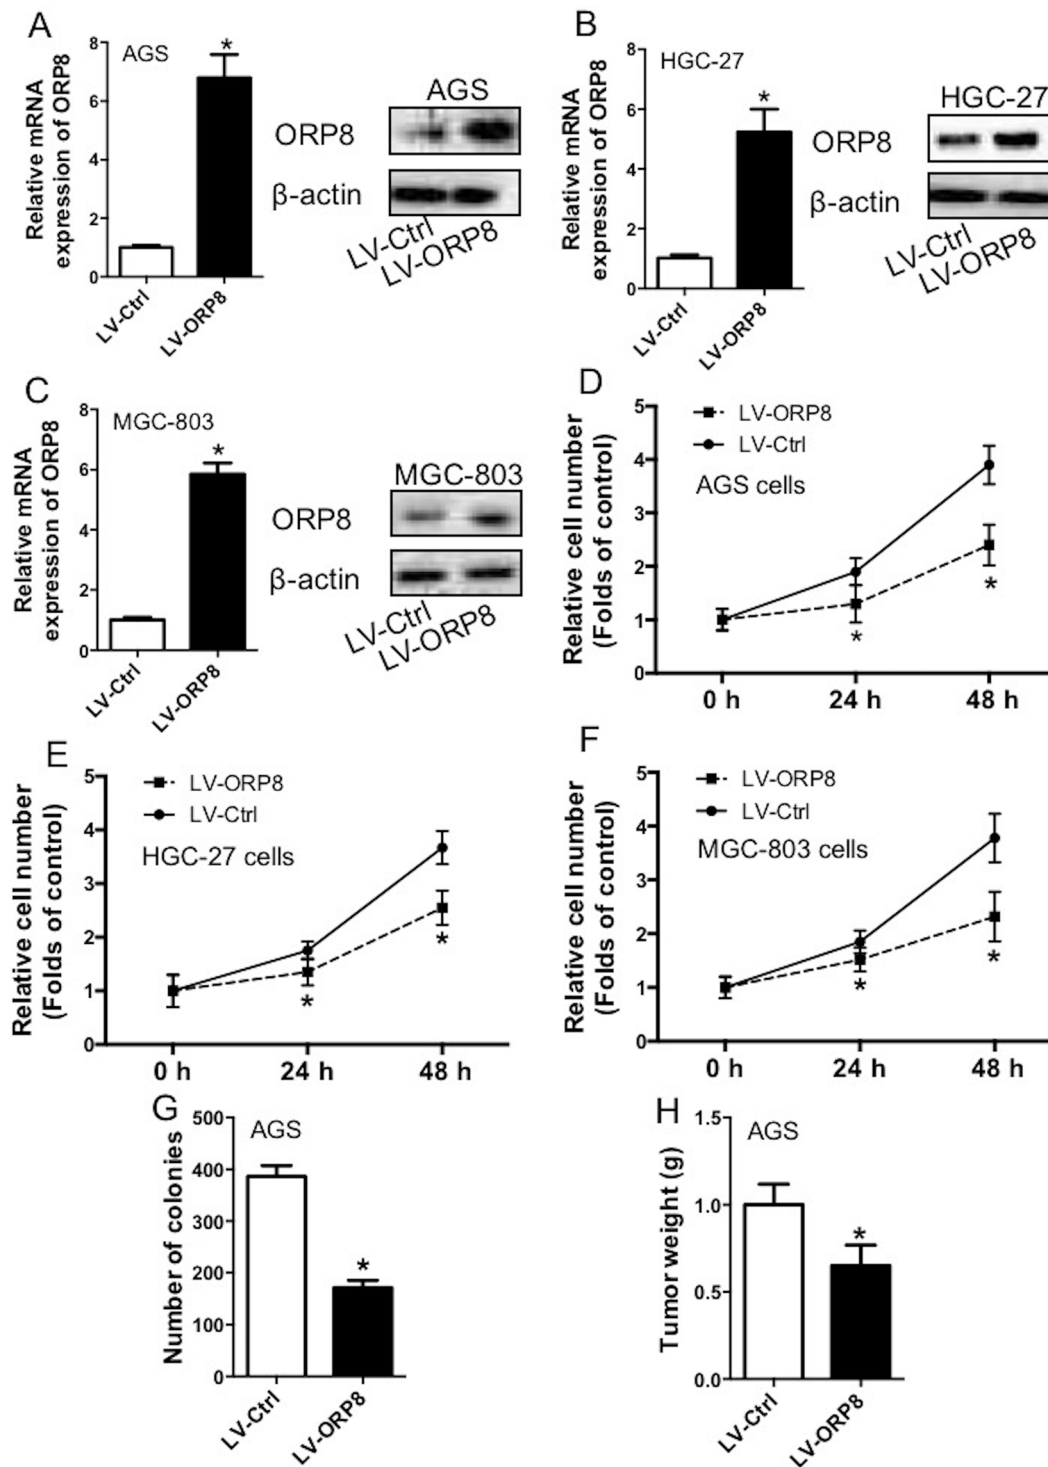 A
Relative mRNA
expression of ORP8
8
6
4
2
0
AGS
*
LV-Ctrl
LV-ORP8
AGS
ORP8
β-actin
LV-Ctrl
LV-ORP8
B
Relative mRNA
expression of ORP8
8
6
4
2
0
HGC-27
*
LV-Ctrl
LV-ORP8
HGC-27
ORP8
β-actin
LV-Ctrl
LV-ORP8
C
Relative mRNA
expression of ORP8
8
6
4
2
0
MGC-803
*
LV-Ctrl
LV-ORP8
MGC-803
ORP8
β-actin
LV-Ctrl
LV-ORP8
D
Relative cell number
(Folds of control)
5
4
3
2
1
0
LV-ORP8
LV-Ctrl
AGS cells
*
*
0 h
24 h
48 h
E
Relative cell number
(Folds of control)
5
4
3
2
1
0
LV-ORP8
LV-Ctrl
HGC-27 cells
*
*
0 h
24 h
48 h
F
Relative cell number
(Folds of control)
5
4
3
2
1
0
LV-ORP8
LV-Ctrl
MGC-803 cells
*
*
0 h
24 h
48 h
G
Number of colonies
500
400
300
200
100
0
AGS
*
LV-Ctrl
LV-ORP8
H
Tumor weight (g)
1.5
1.0
0.5
0.0
AGS
*
LV-Ctrl
LV-ORP8